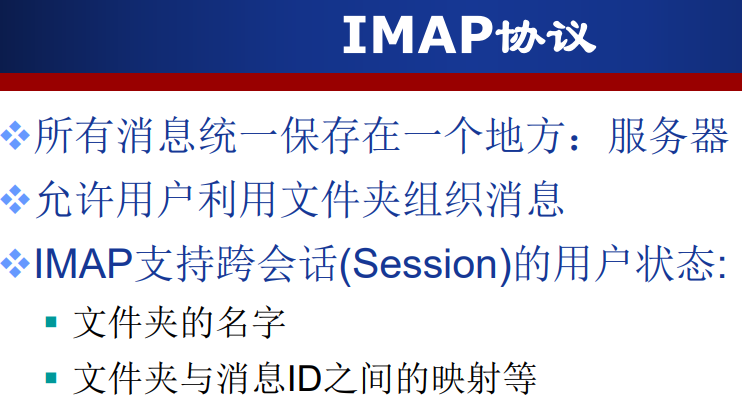 IMAP协议
所有消息统一保存在一个地方：服务器
允许用户利用文件夹组织消息
IMAP支持跨会话(Session)的用户状态:
文件夹的名字
文件夹与消息ID之间的映射等